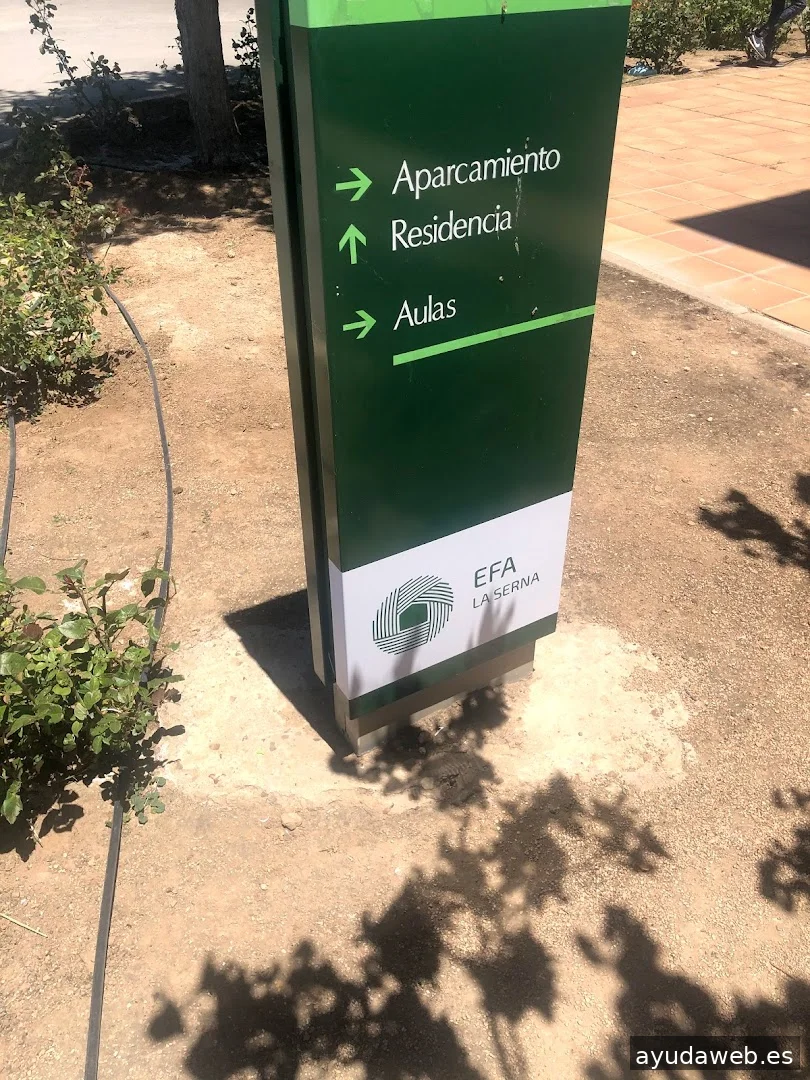 Aparcamiento
Residencia
Aulas
EFA
LA SERNA
ayudaweb.es